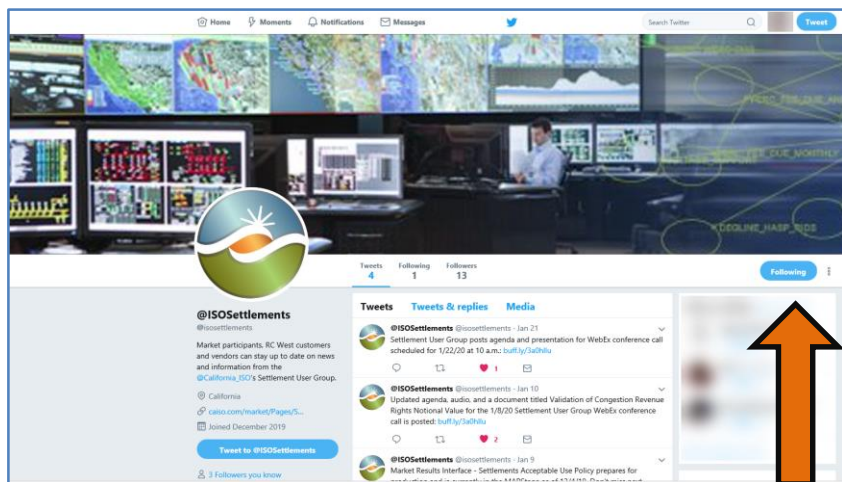 Home Moments Notifications Messages Search Twitter Tweet
DEOLINE_HASP_BIDS
Tweets Following Followers
4 1 13
Following
Tweets Tweets & replies Media
@ISOSettlements
@isosettlements
Market participants, RC West customers
and vendors can stay up to date on news
and information from the
@California_ISO's Settlement User Group.
California
caiso.com/market/Pages/S...
Joined December 2019
Tweet to @ISOSettlements
3 Followers you know
@ISOSettlements @isosettlements · Jan 21
Settlement User Group posts agenda and presentation for WebEx conference call
scheduled for 1/22/20 at 10 a.m.: buff.ly/3a0hllu
1
@ISOSettlements @isosettlements · Jan 10
Updated agenda, audio, and a document titled Validation of Congestion Revenue
Rights Notional Value for the 1/8/20 Settlement User Group WebEx conference
call is posted: buff.ly/3a0hllu
2
@ISOSettlements @isosettlements · Jan 9
Market Results Interface - Settlements Acceptable Use Policy prepares for